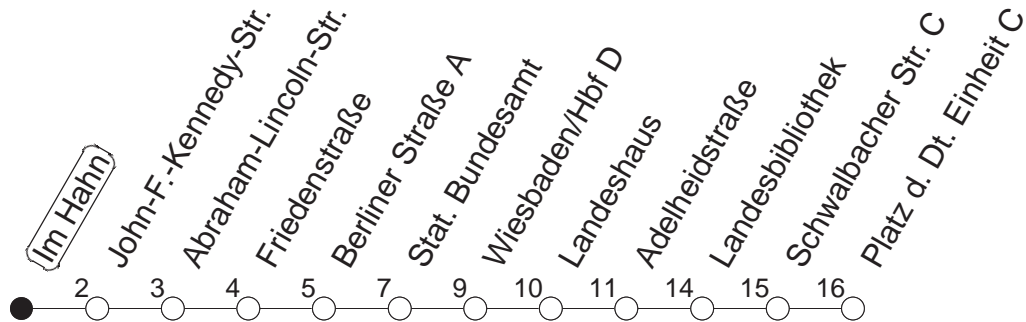 Im Hahn
John-F.-Kennedy-Str.
Abraham-Lincoln-Str.
Friedenstraße
Berliner Straße A
Stat. Bundesamt
Wiesbaden/Hbf D
Landeshaus
Adelheidstraße
Landesbibliothek
Schwalbacher Str. C
Platz d. Dt. Einheit C
2 3 4 5 7 9 10 11 14 15 16